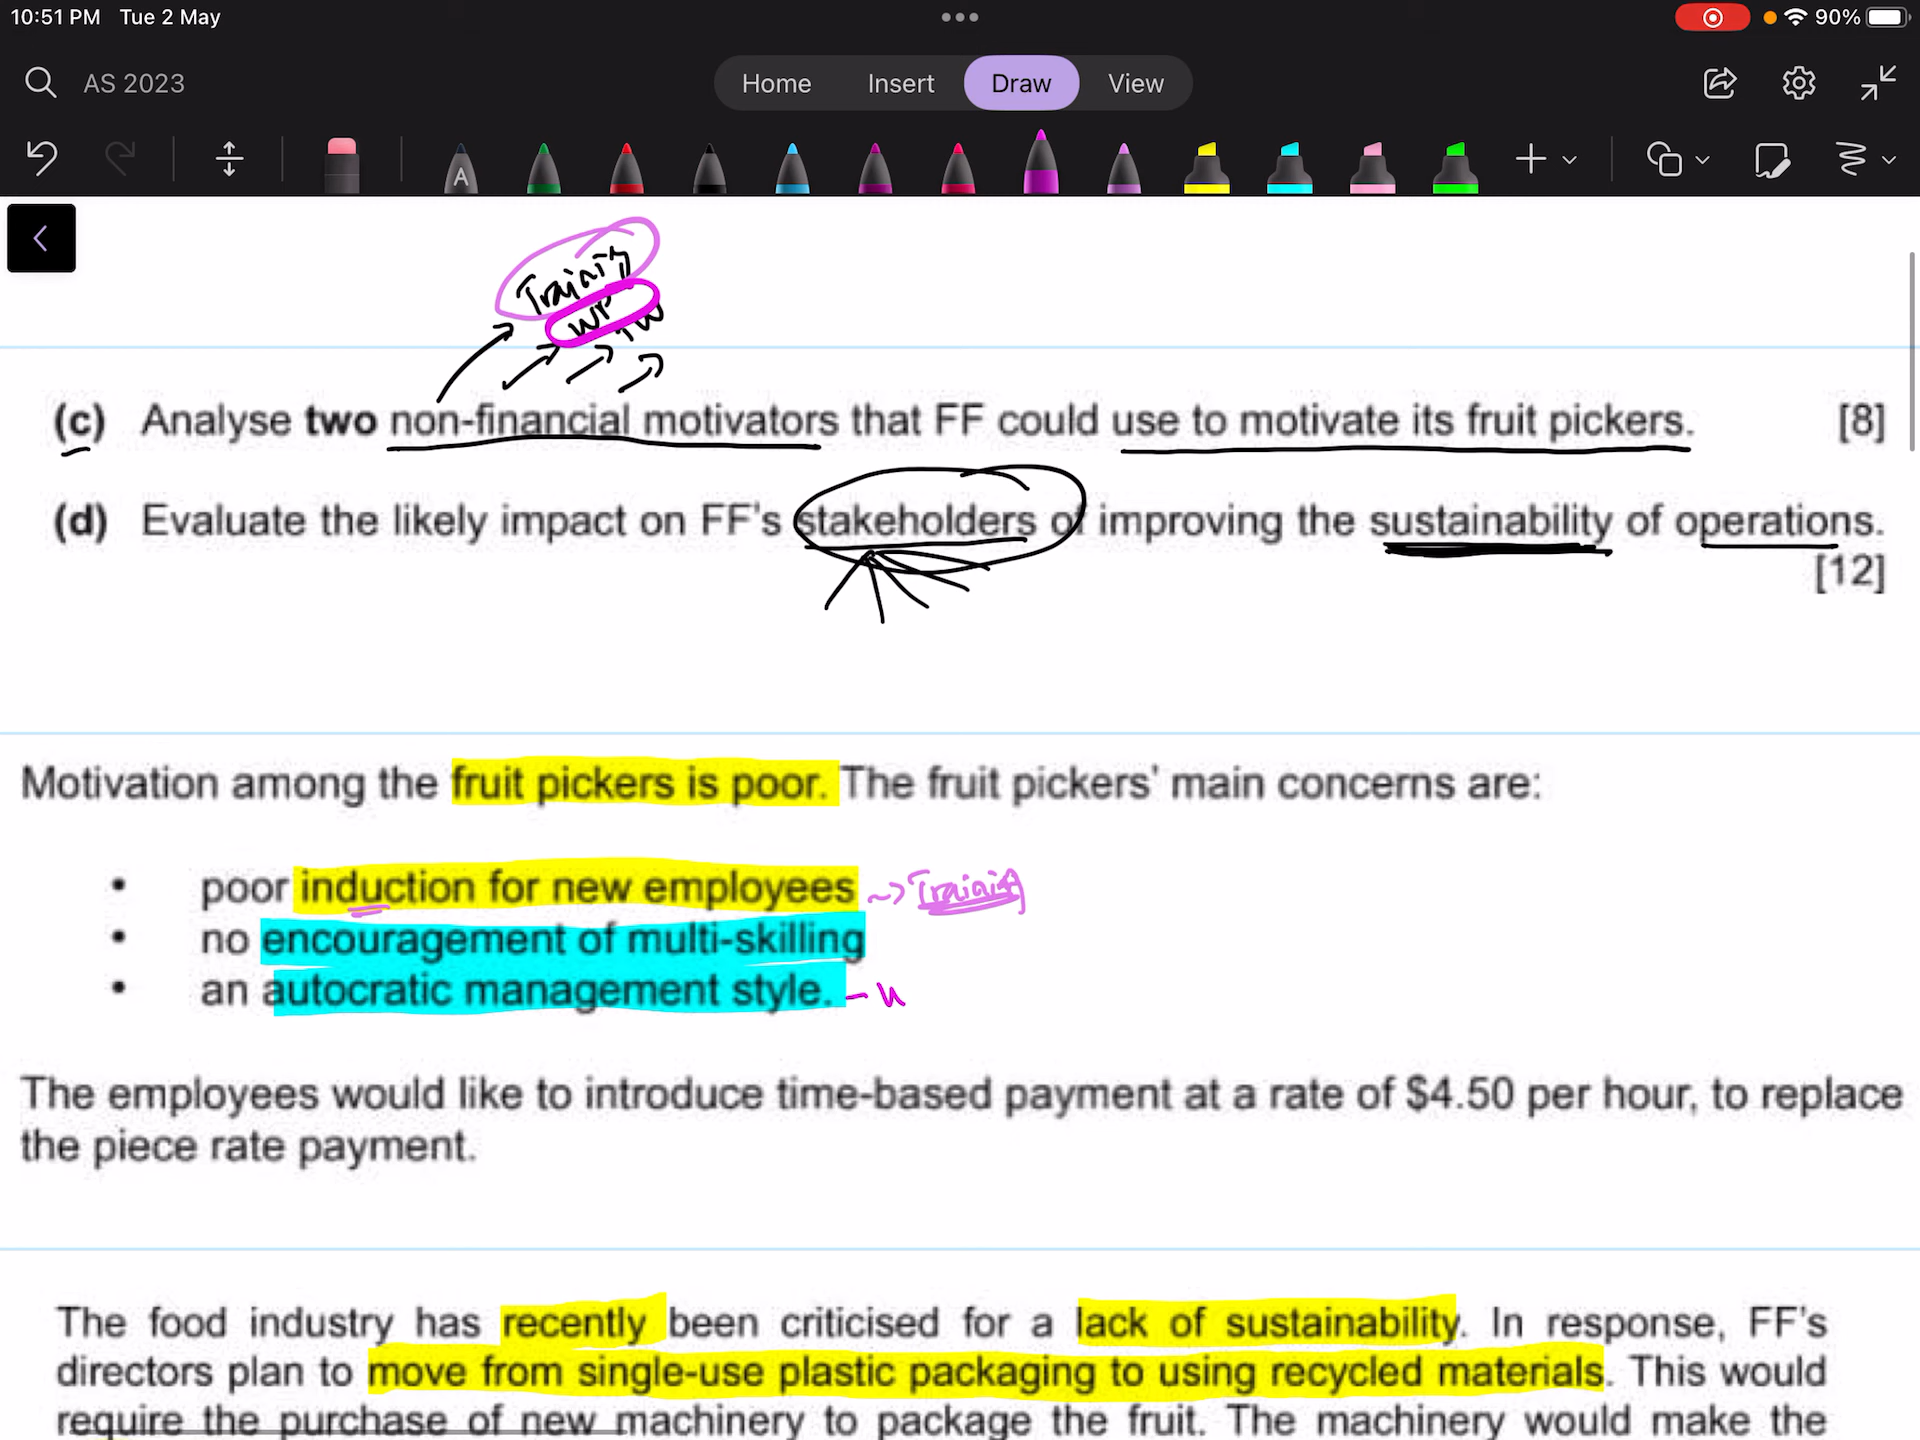 10:51 PM Tue 2 May
90%
AS 2023
Home Insert Draw View
A
Training
WP
(c) Analyse two non-financial motivators that FF could use to motivate its fruit pickers. [8]
(d) Evaluate the likely impact on FF's stakeholders of improving the sustainability of operations.
[12]
Motivation among the fruit pickers is poor. The fruit pickers' main concerns are:
• poor induction for new employees ~> Training
• no encouragement of multi-skilling
• an autocratic management style.
The employees would like to introduce time-based payment at a rate of $4.50 per hour, to replace
the piece rate payment.
The food industry has recently been criticised for a lack of sustainability. In response, FF's
directors plan to move from single-use plastic packaging to using recycled materials. This would
require the purchase of new machinery to package the fruit. The machinery would make the